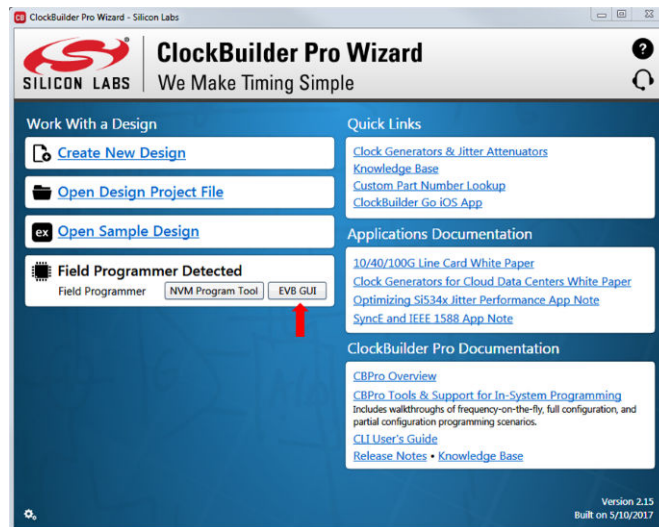 CB ClockBuilder Pro Wizard - Silicon Labs
SILICON LABS
ClockBuilder Pro Wizard
We Make Timing Simple
?
Work With a Design
Create New Design
Open Design Project File
ex Open Sample Design
Field Programmer Detected
Field Programmer NVM Program Tool EVB GUI
Quick Links
Clock Generators & Jitter Attenuators
Knowledge Base
Custom Part Number Lookup
ClockBuilder Go iOS App
Applications Documentation
10/40/100G Line Card White Paper
Clock Generators for Cloud Data Centers White Paper
Optimizing Si534x Jitter Performance App Note
SyncE and IEEE 1588 App Note
ClockBuilder Pro Documentation
CBPro Overview
CBPro Tools & Support for In-System Programming
Includes walkthroughs of frequency-on-the-fly, full configuration, and
partial configuration programming scenarios.
CLI User's Guide
Release Notes • Knowledge Base
Version 2.15
Built on 5/10/2017